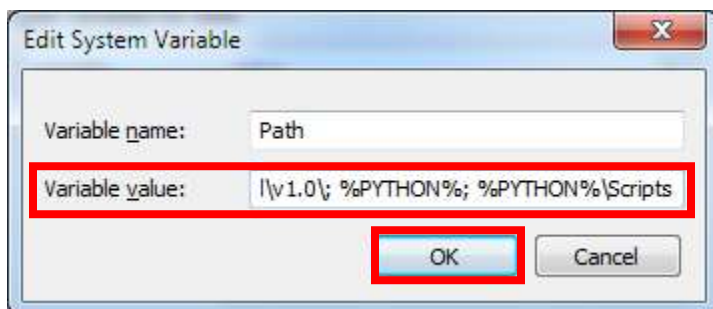 Edit System Variable
Variable name: Path
Variable value: l\v1.0\; %PYTHON%; %PYTHON%\Scripts
OK Cancel